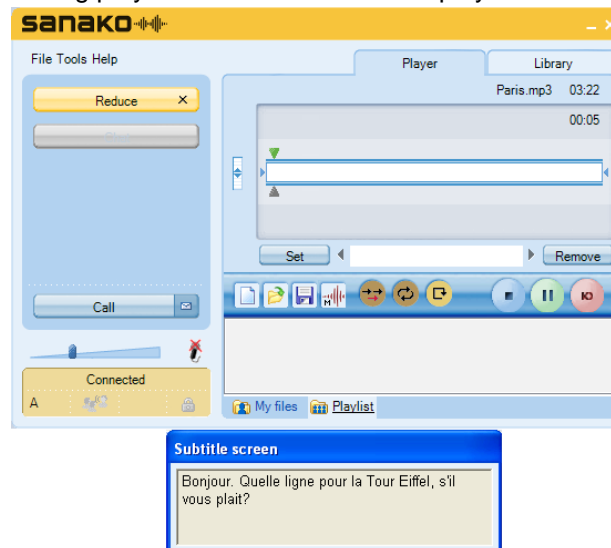 sanako
File Tools Help
Player
Library
Reduce
Paris.mp3 03:22
00:05
Set
Remove
M
Call
Connected
A
My files
Playlist
Subtitle screen
Bonjour. Quelle ligne pour la Tour Eiffel, s'il
vous plait?